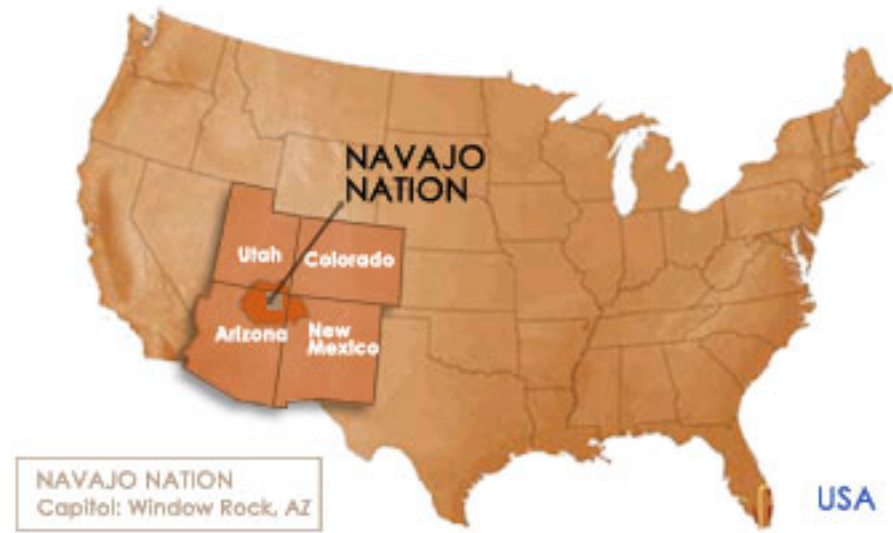 NAVAJO
NATION
Utah
Colorado
Arizona
New
Mexico
NAVAJO NATION
Capitol: Window Rock, AZ
USA